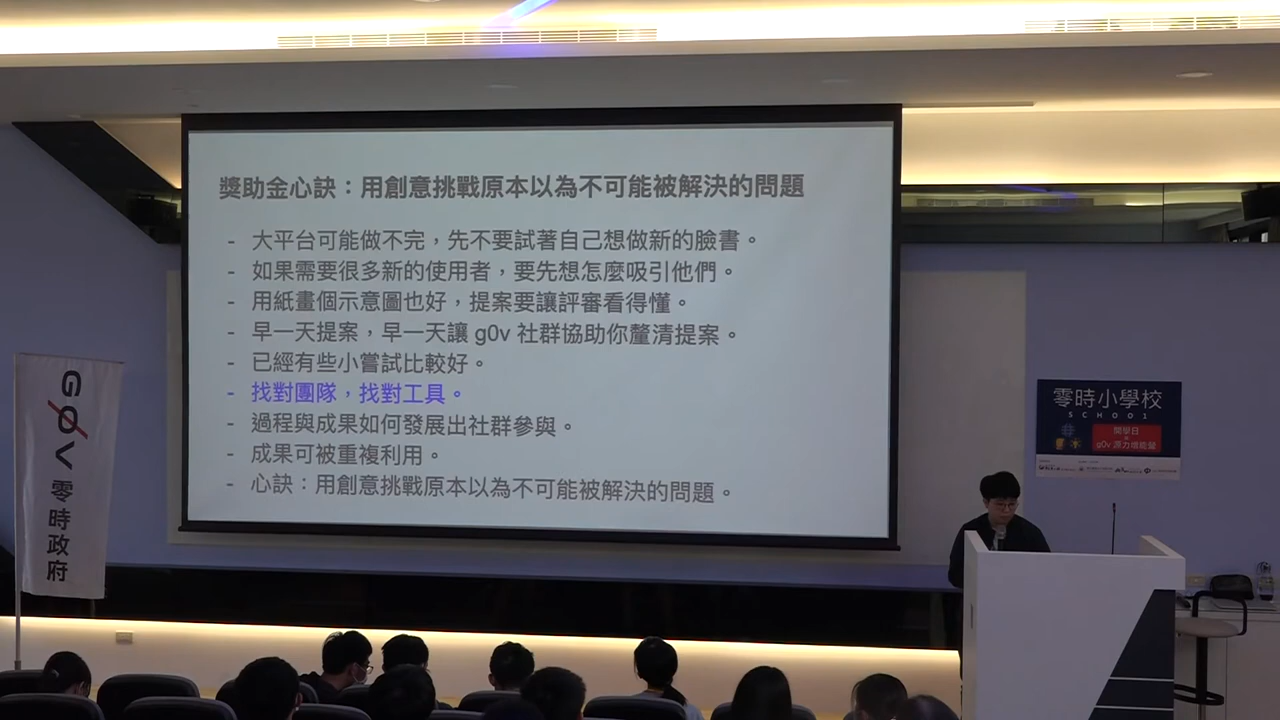 獎助金心訣：用創意挑戰原本以為不可能被解決的問題
- 大平台可能做不完，先不要試著自己想做新的臉書。
- 如果需要很多新的使用者，要先想怎麼吸引他們。
- 用紙畫個示意圖也好，提案要讓評審看得懂。
- 早一天提案，早一天讓 g0v 社群協助你釐清提案。
- 已經有些小嘗試比較好。
- 找對團隊，找對工具。
- 過程與成果如何發展出社群參與。
- 成果可被重複利用。
- 心訣：用創意挑戰原本以為不可能被解決的問題。
G0V 零時政府
零時小學校
SCHOO1
開學日
g0v 源力增能營